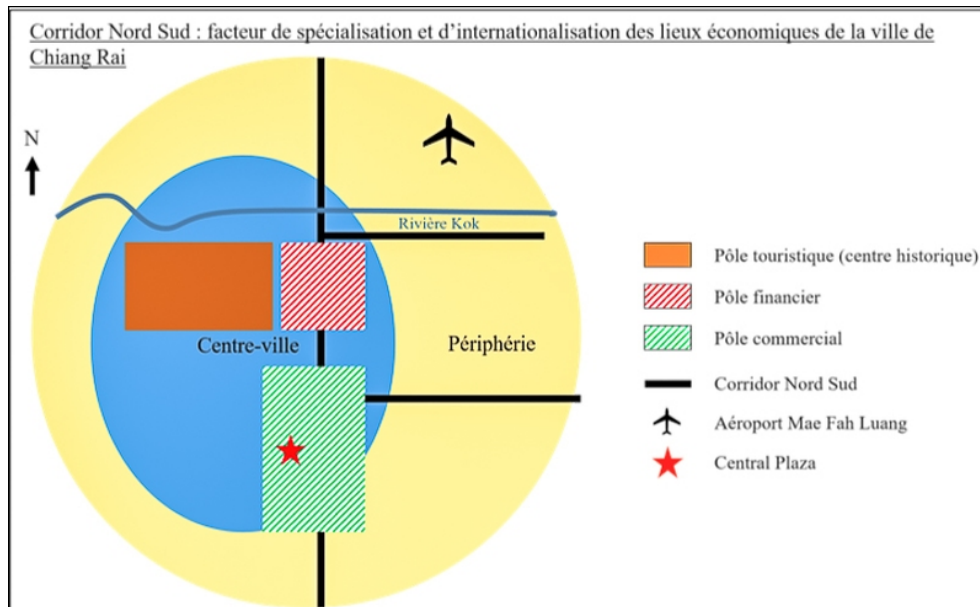 Corridor Nord Sud : facteur de spécialisation et d’internationalisation des lieux économiques de la ville de
Chiang Rai
N
Rivière Kok
Centre-ville
Périphérie
Pôle touristique (centre historique)
Pôle financier
Pôle commercial
Corridor Nord Sud
Aéroport Mae Fah Luang
Central Plaza